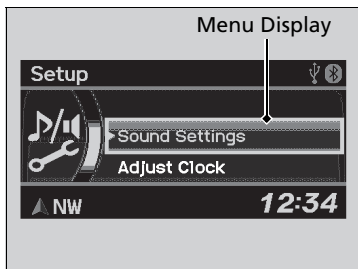 Menu Display
Setup
Sound Settings
Adjust Clock
NW
12:34